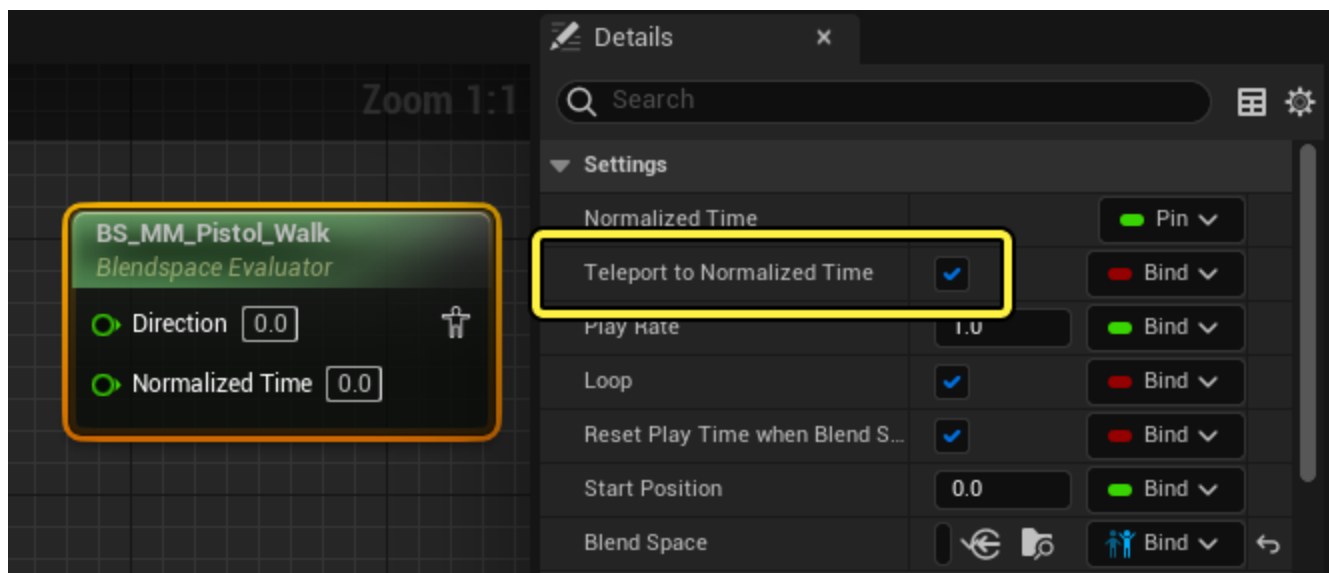 Details
Zoom 1:1
Search
Settings
BS_MM_Pistol_Walk
Blendspace Evaluator
Direction 0.0
Normalized Time 0.0
Normalized Time Pin
Teleport to Normalized Time Bind
Play Rate 1.0 Bind
Loop Bind
Reset Play Time when Blend S... Bind
Start Position 0.0 Bind
Blend Space Bind